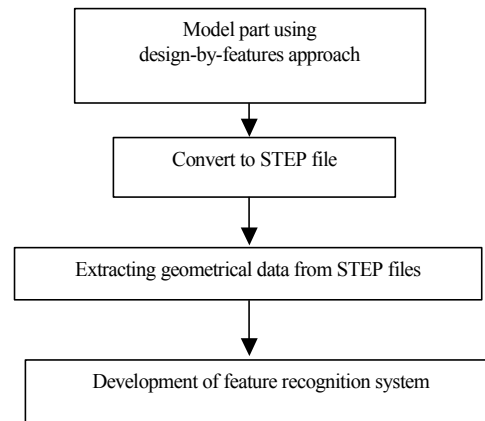 Model part using
design-by-features approach
Convert to STEP file
Extracting geometrical data from STEP files
Development of feature recognition system